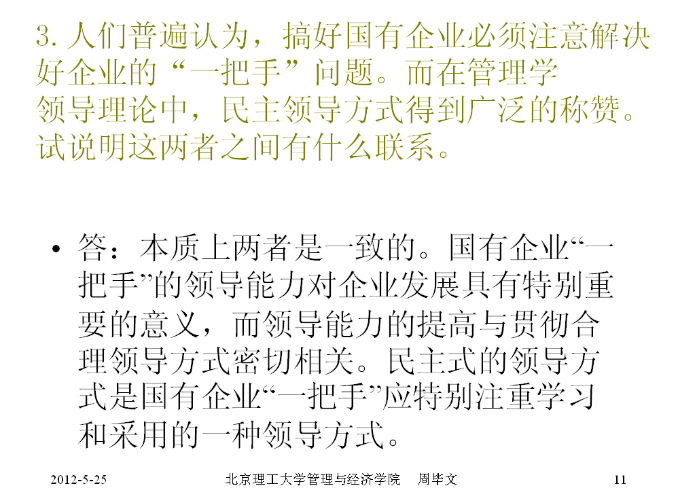 3. 人们普遍认为，搞好国有企业必须注意解决
好企业的“一把手”问题。而在管理学
领导理论中，民主领导方式得到广泛的称赞。
试说明这两者之间有什么联系。
• 答：本质上两者是一致的。国有企业“一
把手”的领导能力对企业发展具有特别重
要的意义，而领导能力的提高与贯彻合
理领导方式密切相关。民主式的领导方
式是国有企业“一把手”应特别注重学习
和采用的一种领导方式。
2012-5-25 北京理工大学管理与经济学院 周毕文 11